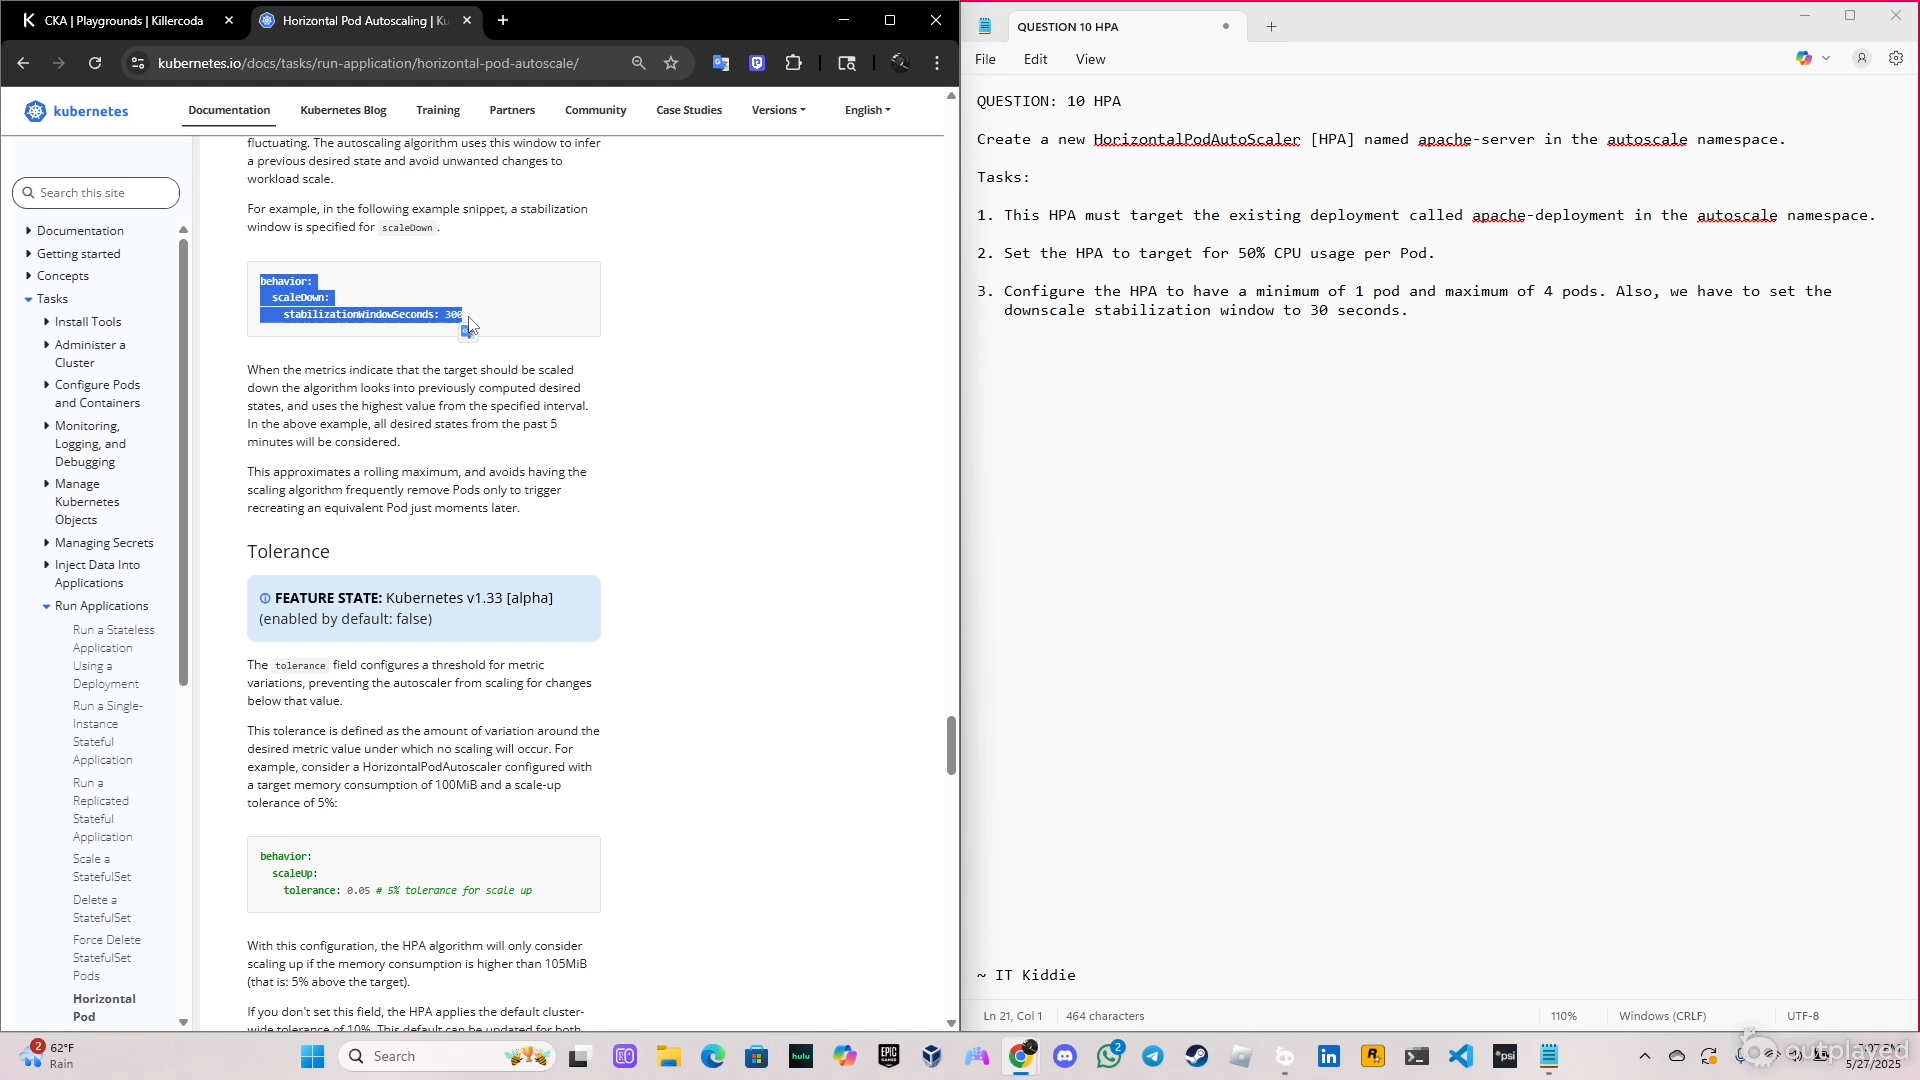 CKA | Playgrounds | Killercoda
Horizontal Pod Autoscaling | Ku
kubernetes.io/docs/tasks/run-application/horizontal-pod-autoscale/
kubernetes
Documentation
Kubernetes Blog
Training
Partners
Community
Case Studies
Versions
English
Search this site
Documentation
Getting started
Concepts
Tasks
Install Tools
Administer a
Cluster
Configure Pods
and Containers
Monitoring,
Logging, and
Debugging
Manage
Kubernetes
Objects
Managing Secrets
Inject Data Into
Applications
Run Applications
Run a Stateless
Application
Using a
Deployment
Run a Single-
Instance
Stateful
Application
Run a
Replicated
Stateful
Application
Scale a
StatefulSet
Delete a
StatefulSet
Force Delete
StatefulSet
Pods
Horizontal
Pod
fluctuating. The autoscaling algorithm uses this window to infer
a previous desired state and avoid unwanted changes to
workload scale.
For example, in the following example snippet, a stabilization
window is specified for scaleDown.
behavior:
scaleDown:
stabilizationWindowSeconds: 300
When the metrics indicate that the target should be scaled
down the algorithm looks into previously computed desired
states, and uses the highest value from the specified interval.
In the above example, all desired states from the past 5
minutes will be considered.
This approximates a rolling maximum, and avoids having the
scaling algorithm frequently remove Pods only to trigger
recreating an equivalent Pod just moments later.
Tolerance
FEATURE STATE: Kubernetes v1.33 [alpha]
(enabled by default: false)
The tolerance field configures a threshold for metric
variations, preventing the autoscaler from scaling for changes
below that value.
This tolerance is defined as the amount of variation around the
desired metric value under which no scaling will occur. For
example, consider a HorizontalPodAutoscaler configured with
a target memory consumption of 100MiB and a scale-up
tolerance of 5%:
behavior:
scaleUp:
tolerance: 0.05 # 5% tolerance for scale up
With this configuration, the HPA algorithm will only consider
scaling up if the memory consumption is higher than 105MiB
(that is: 5% above the target).
If you don't set this field, the HPA applies the default cluster-
wide tolerance of 10%. This default can be updated for both
QUESTION 10 HPA
File
Edit
View
QUESTION: 10 HPA
Create a new HorizontalPodAutoScaler [HPA] named apache-server in the autoscale namespace.
Tasks:
1. This HPA must target the existing deployment called apache-deployment in the autoscale namespace.
2. Set the HPA to target for 50% CPU usage per Pod.
3. Configure the HPA to have a minimum of 1 pod and maximum of 4 pods. Also, we have to set the
downscale stabilization window to 30 seconds.
~ IT Kiddie
Ln 21, Col 1
464 characters
110%
Windows (CRLF)
UTF-8
2
62°F
Rain
Search
hulu
EPIC
GAMES
2
*psi
outplayed
5/27/2025